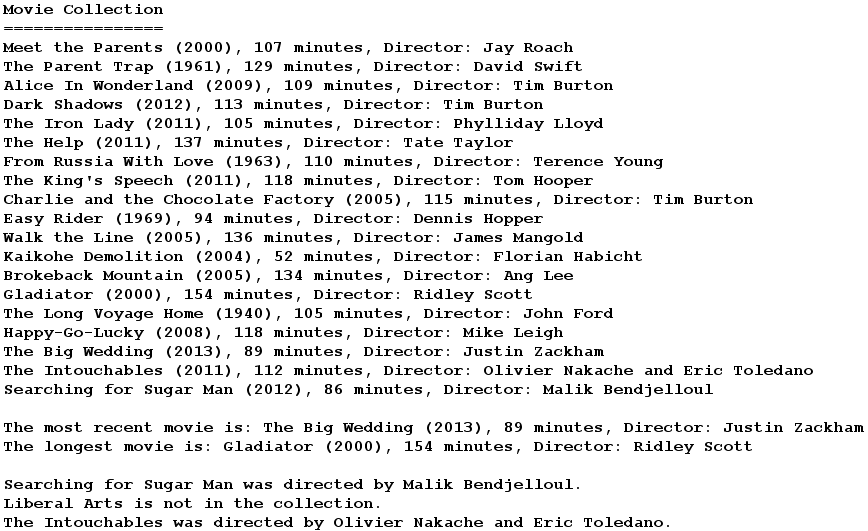 Movie Collection
================
Meet the Parents (2000), 107 minutes, Director: Jay Roach
The Parent Trap (1961), 129 minutes, Director: David Swift
Alice In Wonderland (2009), 109 minutes, Director: Tim Burton
Dark Shadows (2012), 113 minutes, Director: Tim Burton
The Iron Lady (2011), 105 minutes, Director: Phylliday Lloyd
The Help (2011), 137 minutes, Director: Tate Taylor
From Russia With Love (1963), 110 minutes, Director: Terence Young
The King's Speech (2011), 118 minutes, Director: Tom Hooper
Charlie and the Chocolate Factory (2005), 115 minutes, Director: Tim Burton
Easy Rider (1969), 94 minutes, Director: Dennis Hopper
Walk the Line (2005), 136 minutes, Director: James Mangold
Kaikohe Demolition (2004), 52 minutes, Director: Florian Habicht
Brokeback Mountain (2005), 134 minutes, Director: Ang Lee
Gladiator (2000), 154 minutes, Director: Ridley Scott
The Long Voyage Home (1940), 105 minutes, Director: John Ford
Happy-Go-Lucky (2008), 118 minutes, Director: Mike Leigh
The Big Wedding (2013), 89 minutes, Director: Justin Zackham
The Intouchables (2011), 112 minutes, Director: Olivier Nakache and Eric Toledano
Searching for Sugar Man (2012), 86 minutes, Director: Malik Bendjelloul

The most recent movie is: The Big Wedding (2013), 89 minutes, Director: Justin Zackham
The longest movie is: Gladiator (2000), 154 minutes, Director: Ridley Scott

Searching for Sugar Man was directed by Malik Bendjelloul.
Liberal Arts is not in the collection.
The Intouchables was directed by Olivier Nakache and Eric Toledano.